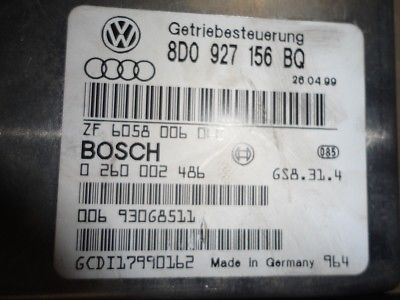 Getriebesteuerung
8D0 927 156 BQ
26.04.99
ZF 6058 006
BOSCH
085
0 260 002 486
GS8.31.4
006 93068511
GCDI17990162
Made in Germany 964